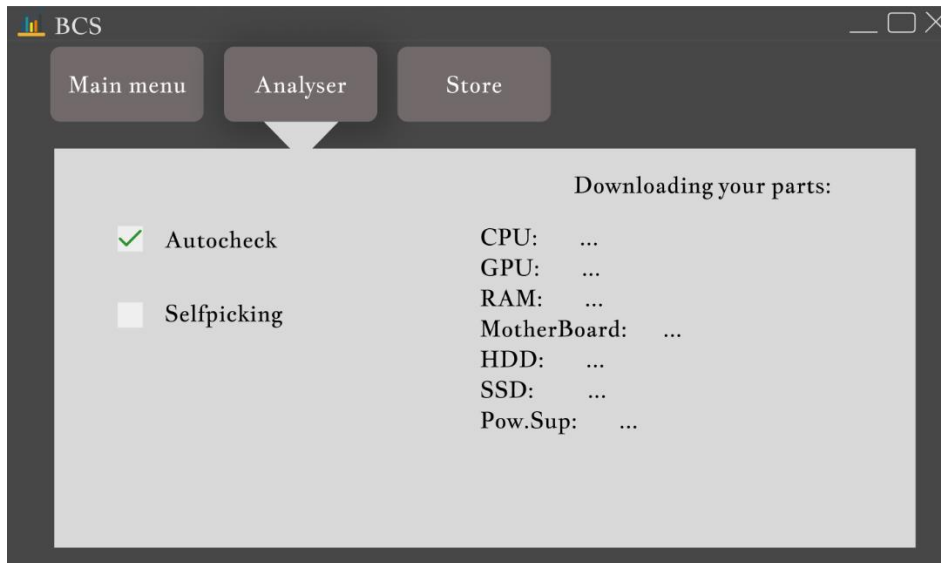 BCS
Main menu
Analyser
Store
Downloading your parts:
Autocheck
Selfpicking
CPU: ...
GPU: ...
RAM: ...
MotherBoard: ...
HDD: ...
SSD: ...
Pow.Sup: ...